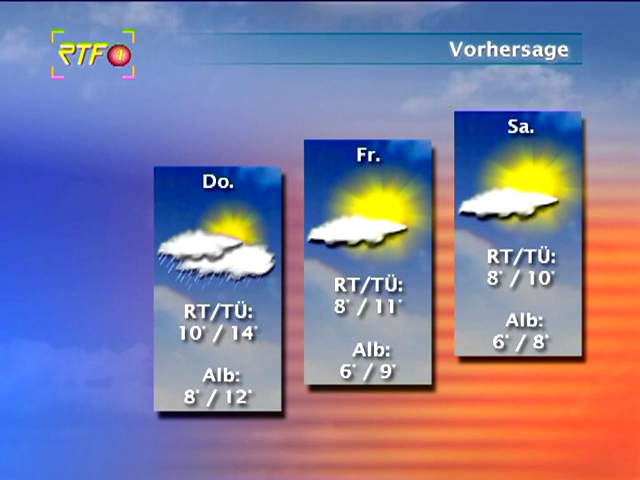 RTF 1
Vorhersage
Do.
RT/TÜ:
10° / 14°
Alb:
8° / 12°
Fr.
RT/TÜ:
8° / 11°
Alb:
6° / 9°
Sa.
RT/TÜ:
8° / 10°
Alb:
6° / 8°